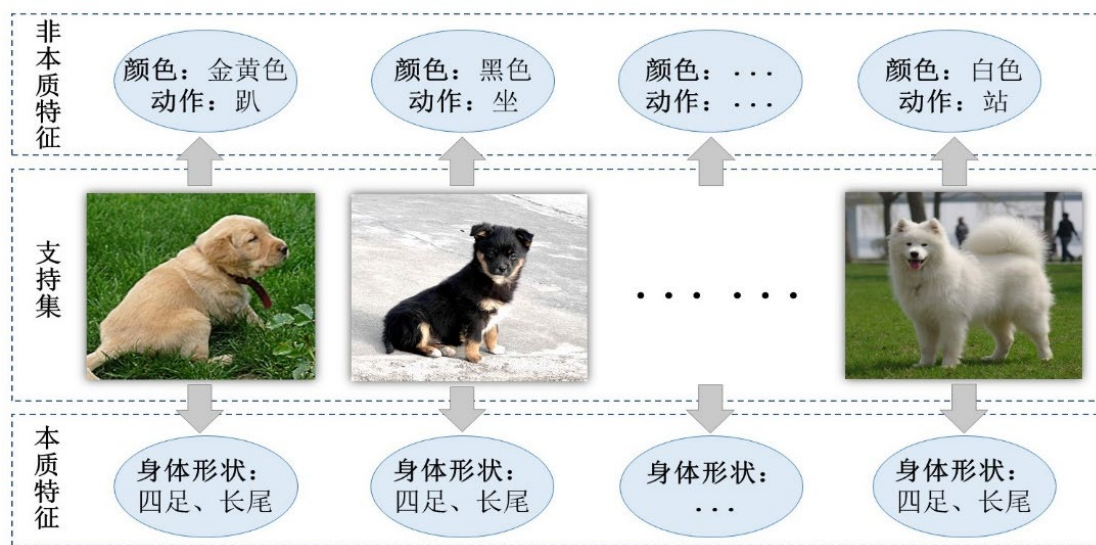 非本质特征
颜色：金黄色
动作：趴
颜色：黑色
动作：坐
颜色：...
动作：...
颜色：白色
动作：站
支持集
...  ...
本质特征
身体形状：
四足、长尾
身体形状：
四足、长尾
身体形状：
...
身体形状：
四足、长尾